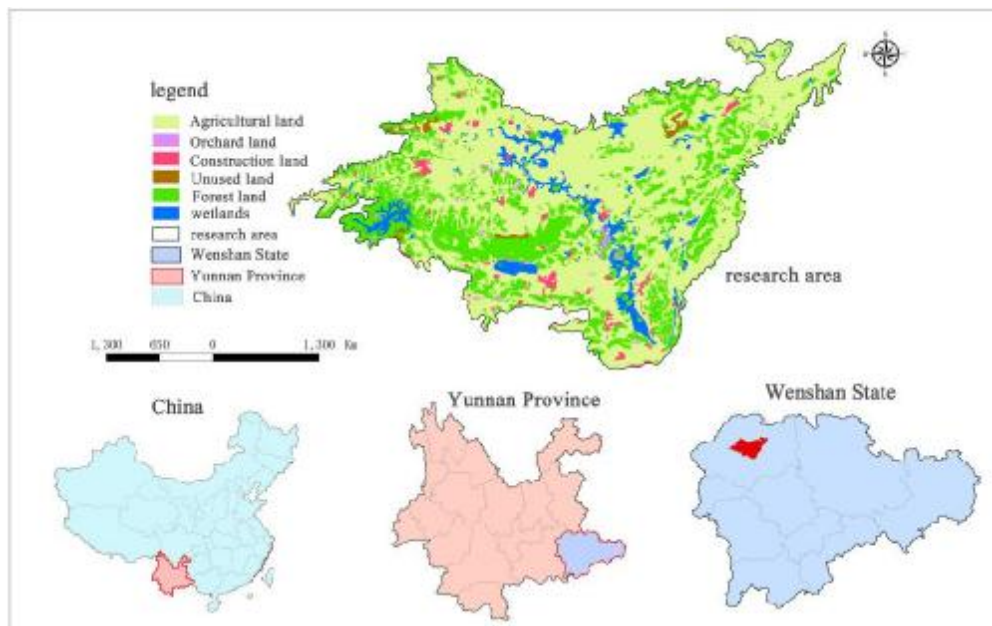 legend
Agricultural land
Orchard land
Construction land
Unused land
Forest land
wetlands
research area
Wenshan State
Yunnan Province
China
research area
1,300 650 0 1,300 Km
China
Yunnan Province
Wenshan State